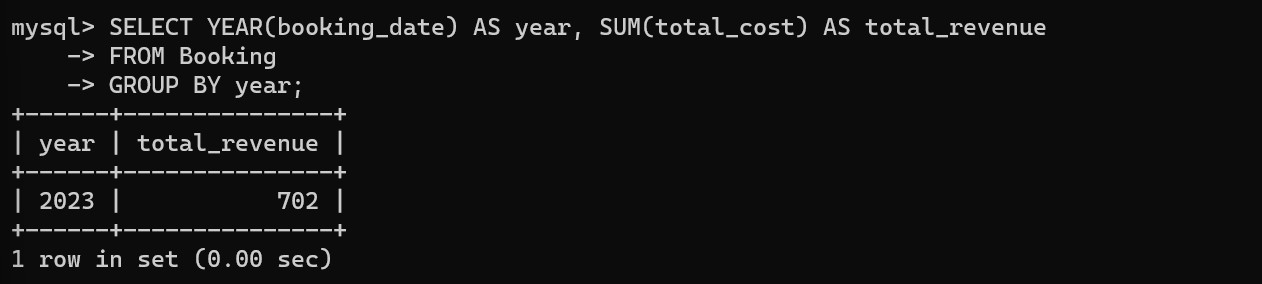 mysql> SELECT YEAR(booking_date) AS year, SUM(total_cost) AS total_revenue
    -> FROM Booking
    -> GROUP BY year;
+------+---------------+
| year | total_revenue |
+------+---------------+
| 2023 |           702 |
+------+---------------+
1 row in set (0.00 sec)